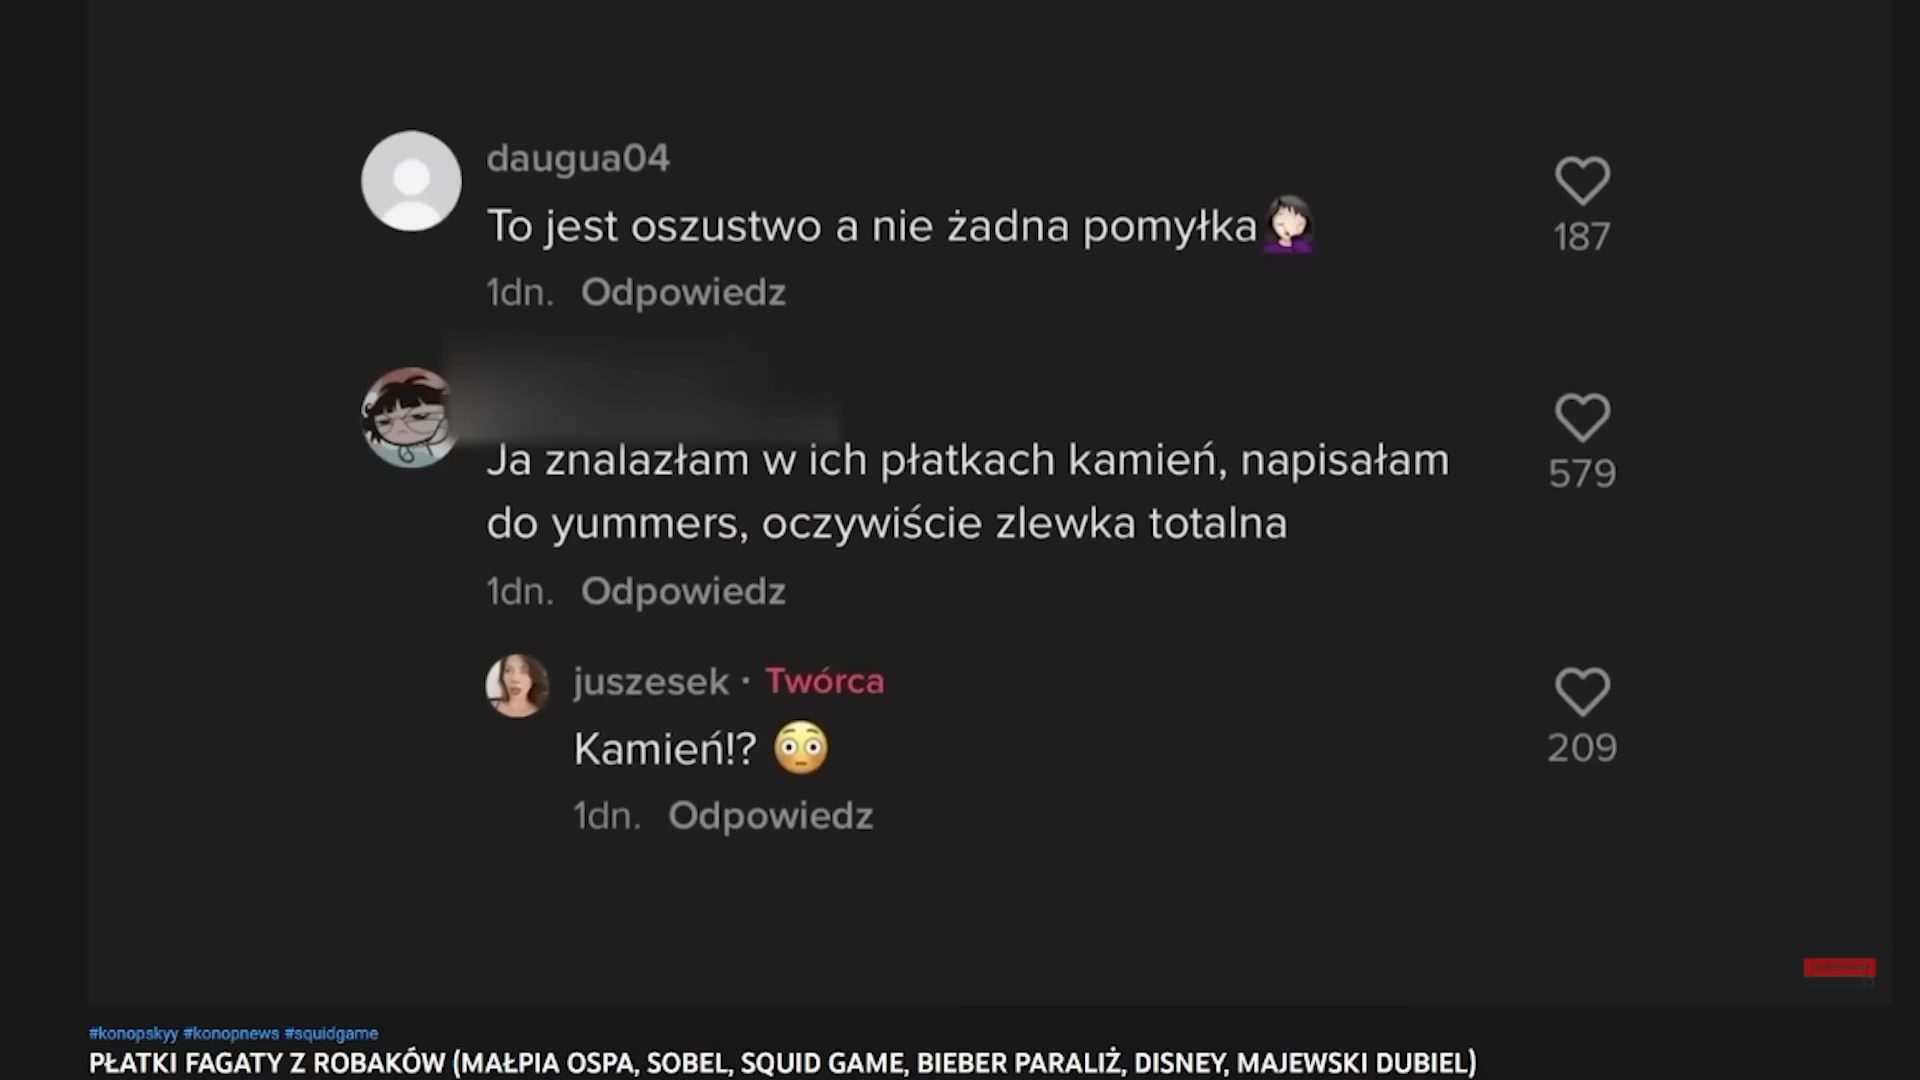 daugua04
To jest oszustwo a nie żadna pomyłka
187
1dn. Odpowiedz
Ja znalazłam w ich płatkach kamień, napisałam
579
do yummers, oczywiście zlewka totalna
1dn. Odpowiedz
juszesek · Twórca
Kamień!?
209
1dn. Odpowiedz
#konopskyy #konopnews #squidgame
PŁATKI FAGATY Z ROBAKÓW (MAŁPIA OSPA, SOBEL, SQUID GAME, BIEBER PARALIŻ, DISNEY, MAJEWSKI DUBIEL)